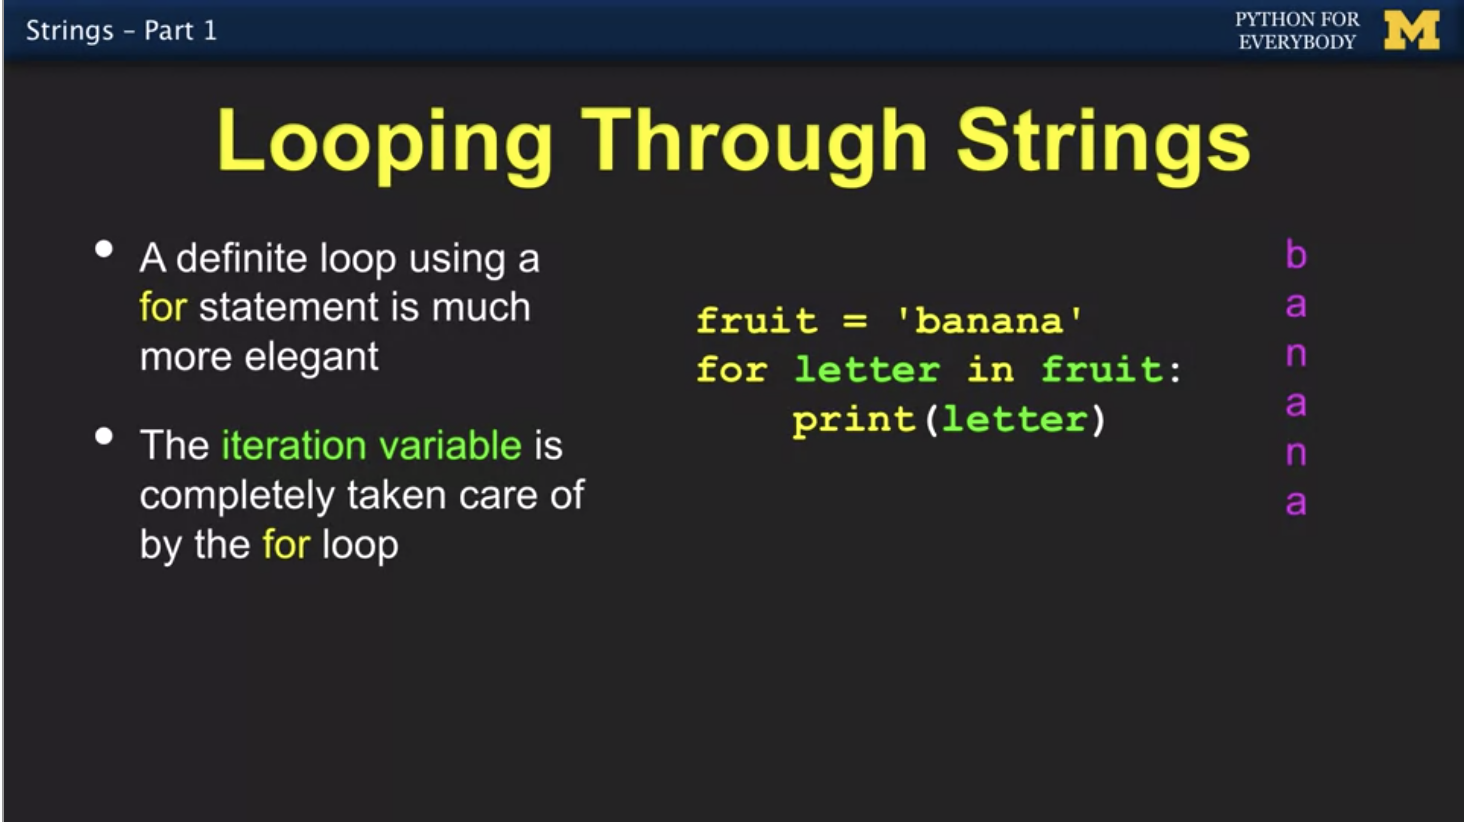 Strings – Part 1
PYTHON FOR
EVERYBODY
M
Looping Through Strings
• A definite loop using a
for statement is much
more elegant
• The iteration variable is
completely taken care of
by the for loop
fruit = 'banana'
for letter in fruit:
    print(letter)
b
a
n
a
n
a